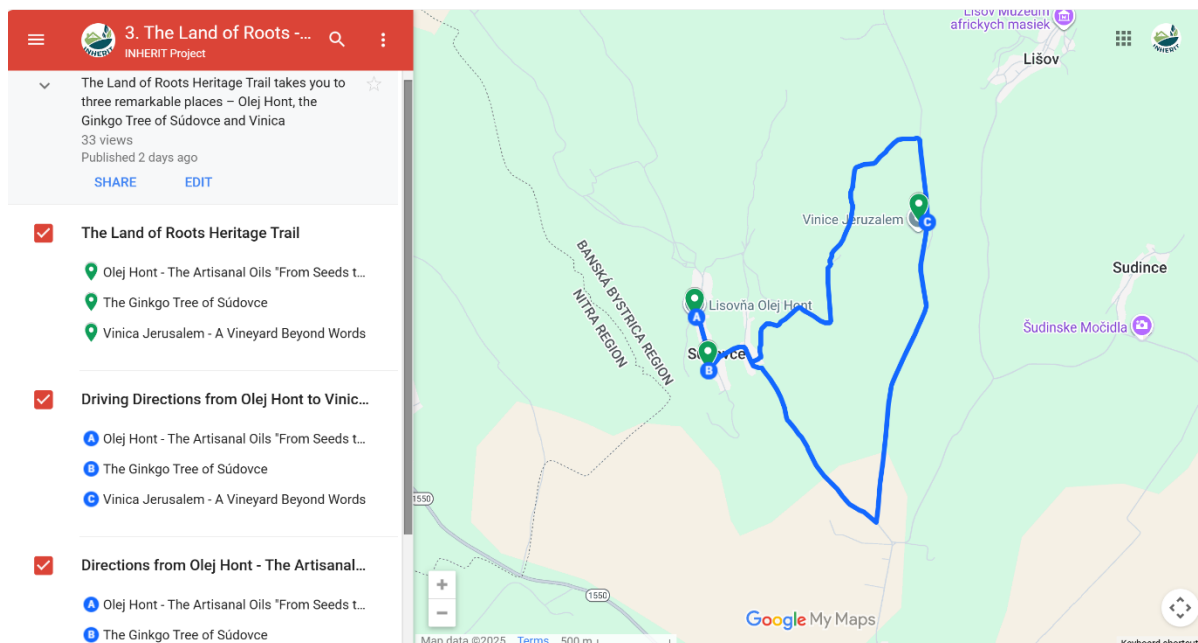 3. The Land of Roots -...
INHERIT Project
INHERIT
The Land of Roots Heritage Trail takes you to
three remarkable places – Olej Hont, the
Ginkgo Tree of Súdovce and Vinica
33 views
Published 2 days ago
SHARE EDIT
The Land of Roots Heritage Trail
Olej Hont - The Artisanal Oils "From Seeds t...
The Ginkgo Tree of Súdovce
Vinica Jerusalem - A Vineyard Beyond Words
Driving Directions from Olej Hont to Vinic...
A Olej Hont - The Artisanal Oils "From Seeds t...
B The Ginkgo Tree of Súdovce
C Vinica Jerusalem - A Vineyard Beyond Words
Directions from Olej Hont - The Artisanal...
A Olej Hont - The Artisanal Oils "From Seeds t...
B The Ginkgo Tree of Súdovce
Lišov Múzeum
afrických masiek
INHERIT
Lišov
Vinice Jeruzalem
C
Sudince
Šudinske Močidla
BANSKÁ BYSTRICA REGION
NITRA REGION
Lisovňa Olej Hont
A
B
1550
1550
+
−
Google My Maps
Map data ©2025 Terms 500 m
Keyboard shortcut